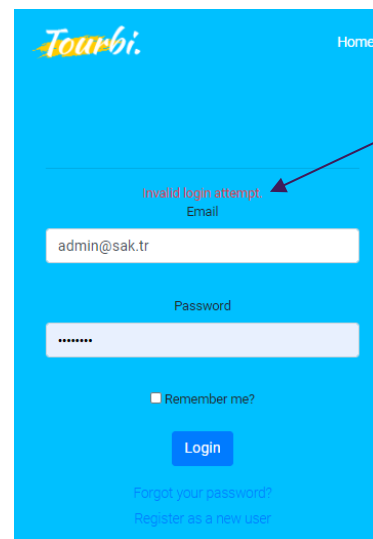 Tourbi.
Home
Invalid login attempt.
Email
admin@sak.tr
Password
••••••••
Remember me?
Login
Forgot your password?
Register as a new user